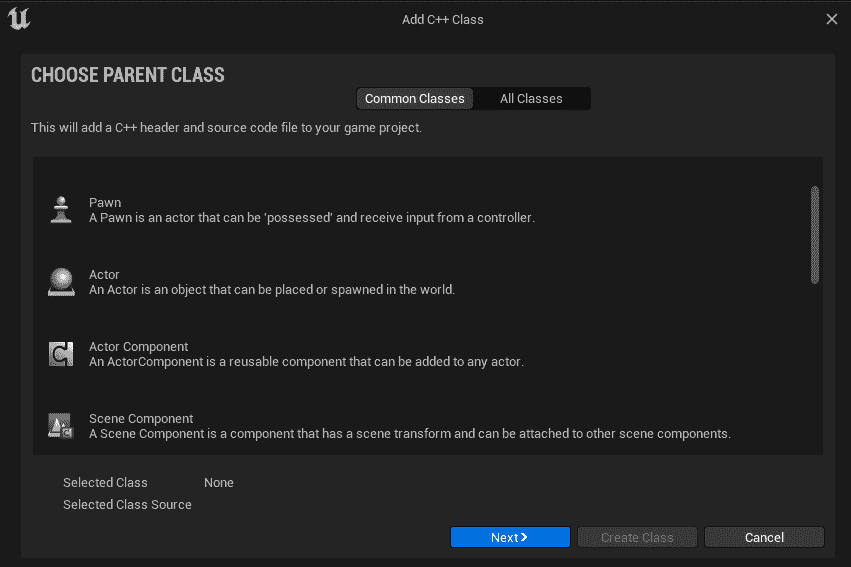 Add C++ Class
CHOOSE PARENT CLASS
Common Classes
All Classes
This will add a C++ header and source code file to your game project.
Pawn
A Pawn is an actor that can be 'possessed' and receive input from a controller.
Actor
An Actor is an object that can be placed or spawned in the world.
Actor Component
An ActorComponent is a reusable component that can be added to any actor.
Scene Component
A Scene Component is a component that has a scene transform and can be attached to other scene components.
Selected Class None
Selected Class Source
Next
Create Class
Cancel